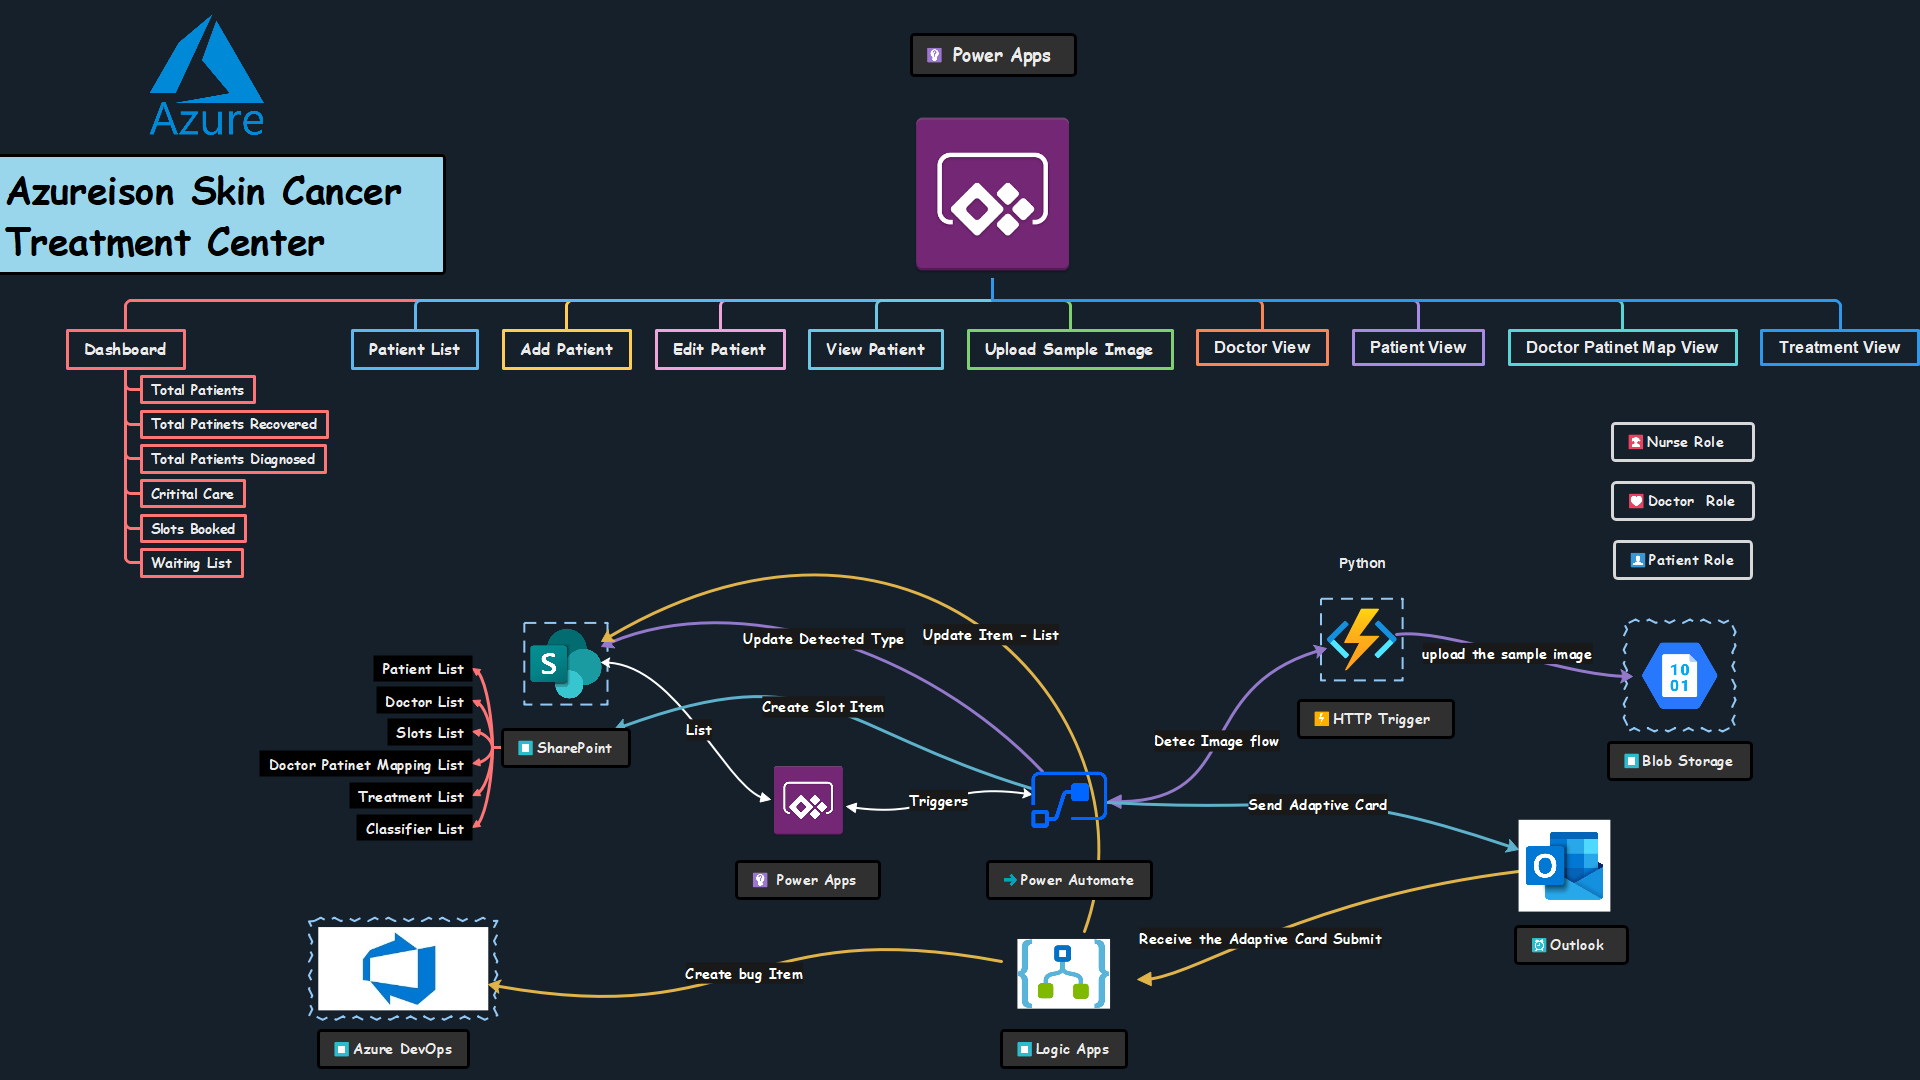 Azure
Azureison Skin Cancer
Treatment Center
Power Apps
Dashboard
Patient List
Add Patient
Edit Patient
View Patient
Upload Sample Image
Doctor View
Patient View
Doctor Patinet Map View
Treatment View
Total Patients
Total Patinets Recovered
Total Patients Diagnosed
Critital Care
Slots Booked
Waiting List
Nurse Role
Doctor Role
Patient Role
Python
Update Detected Type
Update Item - List
upload the sample image
S
10
01
Patient List
Doctor List
Slots List
Doctor Patinet Mapping List
Treatment List
Classifier List
SharePoint
Create Slot Item
List
HTTP Trigger
Detec Image flow
Blob Storage
Triggers
Send Adaptive Card
O
Power Apps
Power Automate
Receive the Adaptive Card Submit
Outlook
Create bug Item
Azure DevOps
Logic Apps